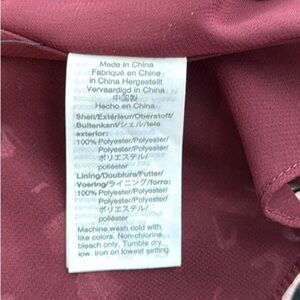 Made in China
Fabriqué en Chine
in China Hergestellt
Vervaardigd in China
中国製
Hecho en China
Shell/Extérieur/Oberstoff/
Buitenkant/シェル/tela
exterior:
100% Polyester/Polyester/
Polyester/Polyester/
ポリエステル/
poliéster
Lining/Doublure/Futter/
Voering/ライニング/forro:
100% Polyester/Polyester/
Polyester/Polyester/
ポリエステル/
poliéster
Machine wash cold with
like colors. Non-chlorine,
bleach only. Tumble dry
low. Iron on lowest setting.